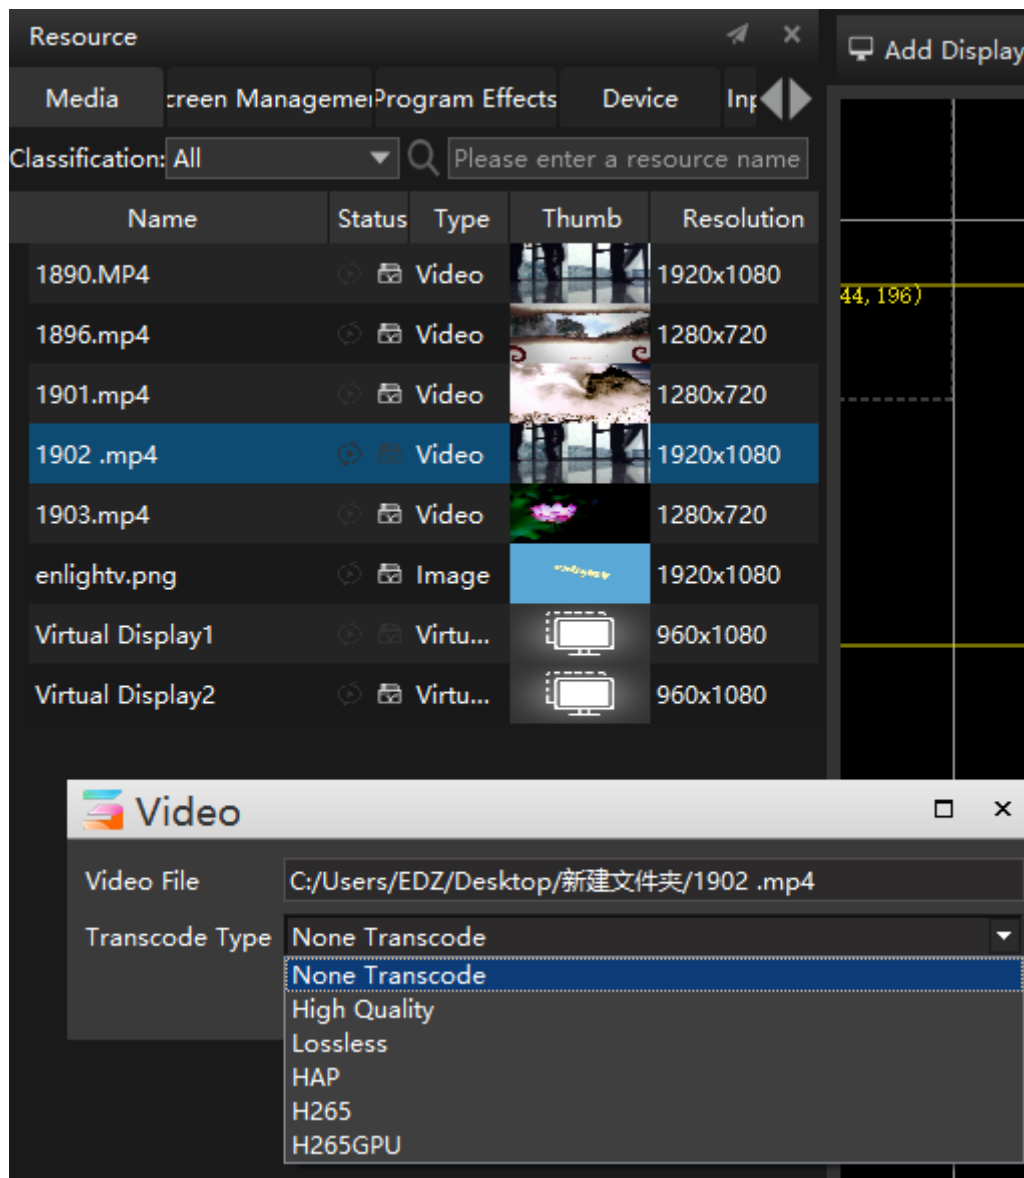 Resource
Add Display
Media
creen Manageme
Program Effects
Device
Inp
Classification: All
Please enter a resource name
Name Status Type Thumb Resolution
1890.MP4 Video 1920x1080
44, 196)
1896.mp4 Video 1280x720
1901.mp4 Video 1280x720
1902 .mp4 Video 1920x1080
1903.mp4 Video 1280x720
enlightv.png Image 1920x1080
Virtual Display1 Virtu... 960x1080
Virtual Display2 Virtu... 960x1080
Video
Video File C:/Users/EDZ/Desktop/新建文件夹/1902 .mp4
Transcode Type None Transcode
None Transcode
High Quality
Lossless
HAP
H265
H265GPU